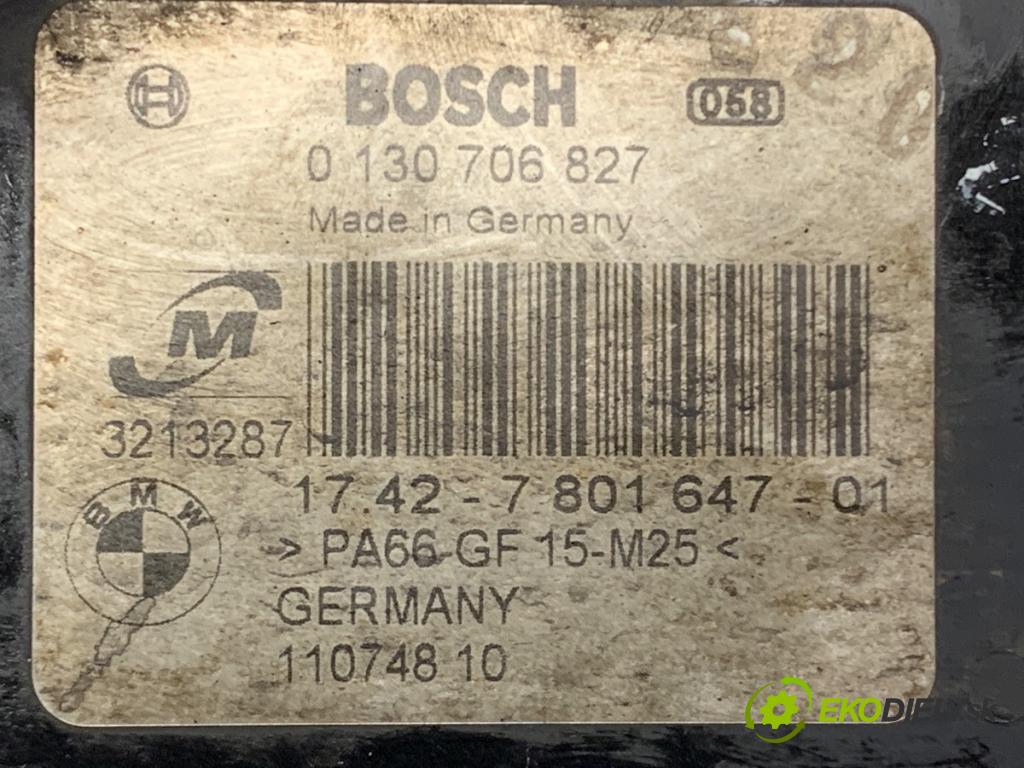 BOSCH 058
0 130 706 827
Made in Germany
M
3213287
17.42 - 7 801 647 - 01
BMW
> PA66-GF 15-M25 <
GERMANY
110748 10